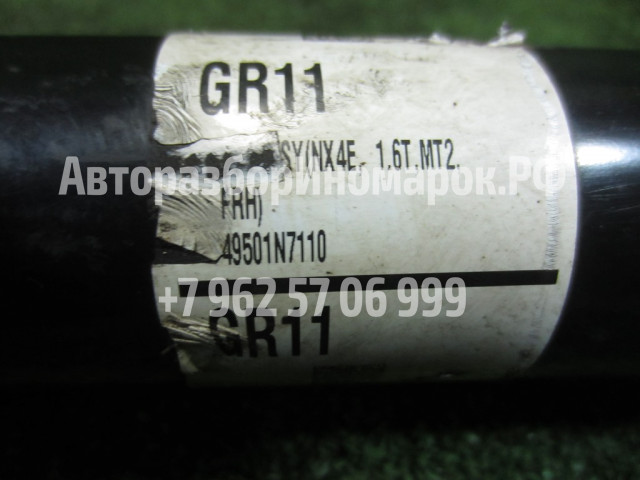 GR11
SY(NX4E- 1.6T.MT2.
Авторазборииномарок.РФ
FRH)
49501N7110
+7 962 57 06 999
GR11